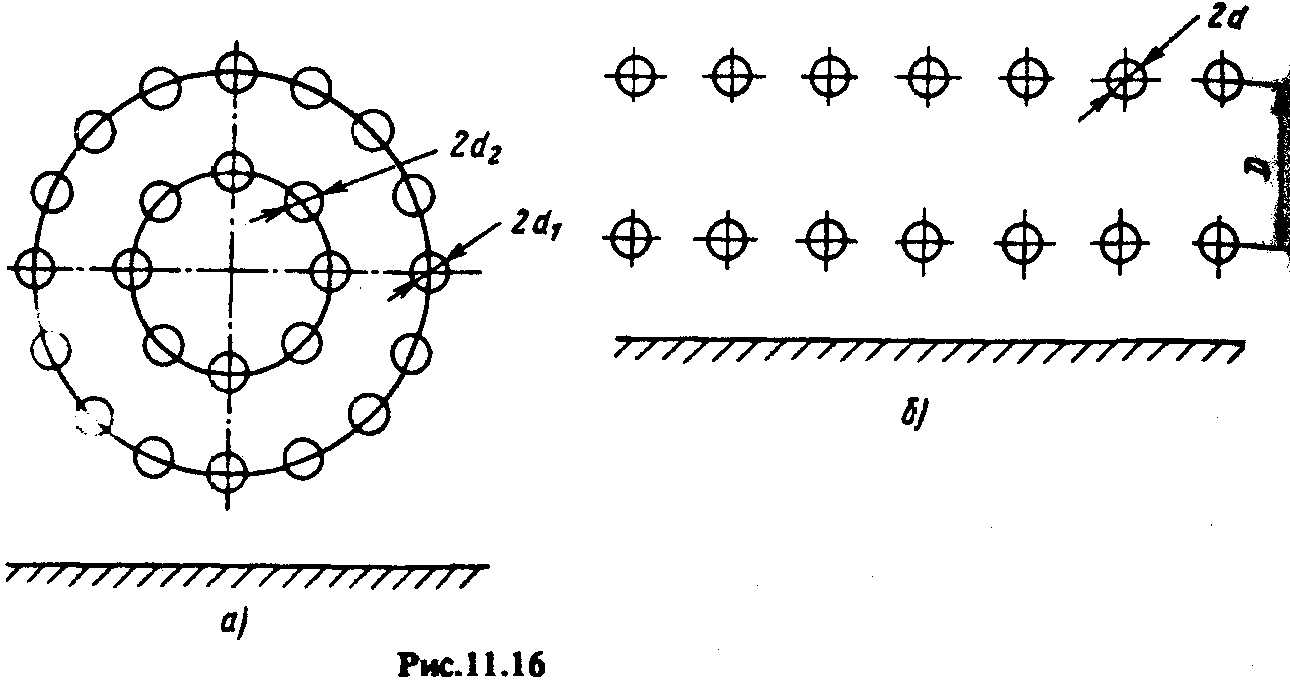 2d
2d₂
2d₁
D
а)
б)
Рис.11.16